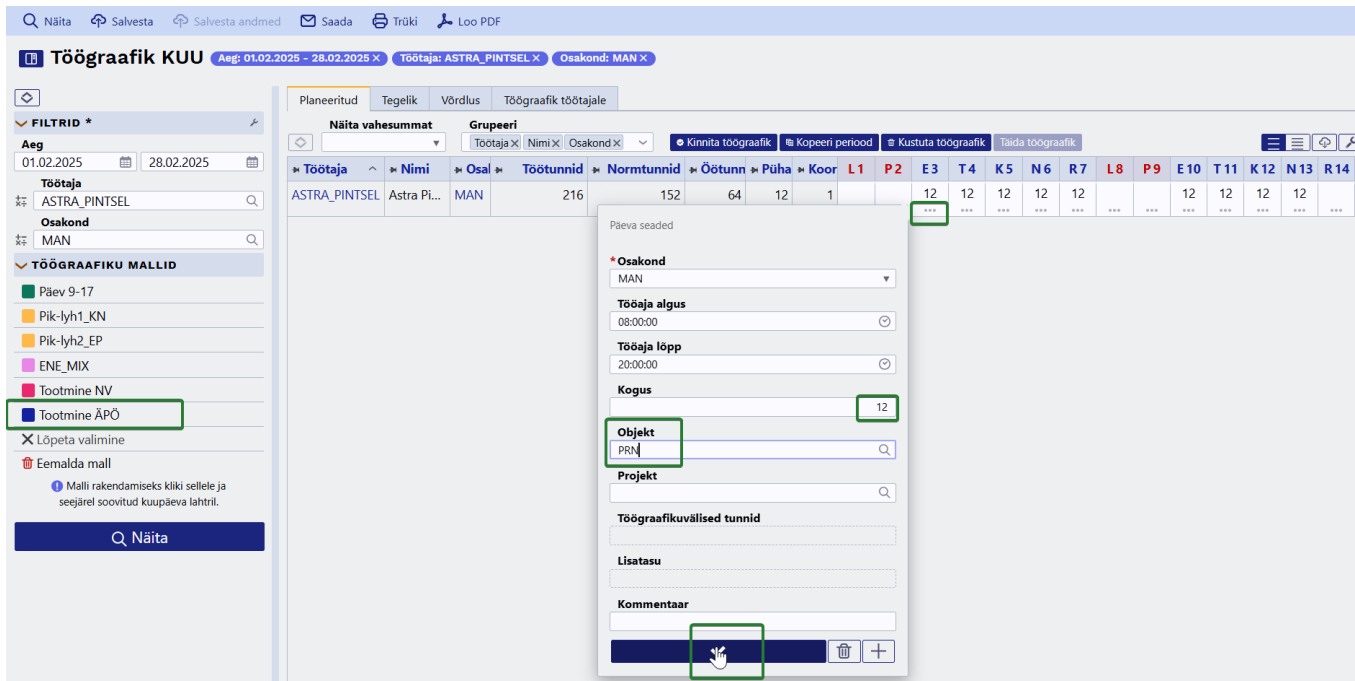 Näita Salvesta Salvesta andmed Saada Trüki Loo PDF
Töögraafik KUU Aeg: 01.02.2025 - 28.02.2025 × Töötaja: ASTRA_PINTSEL × Osakond: MAN ×
FILTRID *
Aeg
01.02.2025 28.02.2025
Töötaja
ASTRA_PINTSEL
Osakond
MAN
TÖÖGRAAFIKU MALLID
Päev 9-17
Pik-lyh1_KN
Pik-lyh2_EP
ENE_MIX
Tootmine NV
Tootmine ÄPÖ
Lõpeta valimine
Eemalda mall
Malli rakendamiseks kliki sellele ja
seejärel soovitud kuupäeva lahtril.
Näita
Planeeritud Tegelik Võrdlus Töögraafik töötajale
Näita vahesummat Grupeeri
Töötaja × Nimi × Osakond × Kinnita töögraafik Kopeeri periood Kustuta töögraafik Täida töögraafik
Töötaja Nimi Osal Töötunnid Normtunnid Öötunn Püha Koor L 1 P 2 E 3 T 4 K 5 N 6 R 7 L 8 P 9 E 10 T 11 K 12 N 13 R 14
ASTRA_PINTSEL Astra Pi... MAN 216 152 64 12 1 12 12 12 12 12 12 12 12 12
Päeva seaded
*Osakond
MAN
Tööaja algus
08:00:00
Tööaja lõpp
20:00:00
Kogus
12
Objekt
PRN
Projekt
Töögraafikuvälised tunnid
Lisatasu
Kommentaar